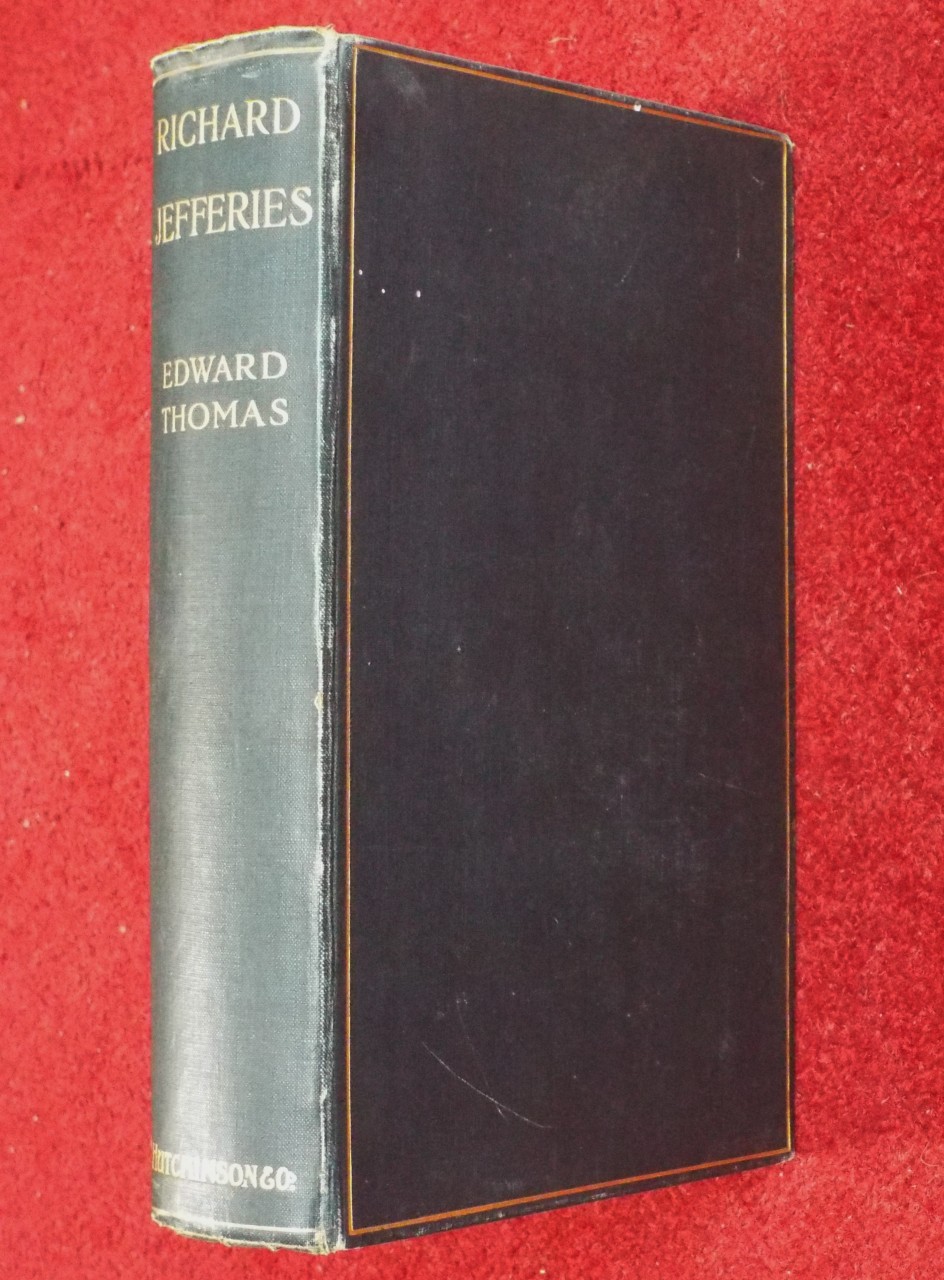 RICHARD
JEFFERIES
EDWARD
THOMAS
HUTCHINSON & CO.